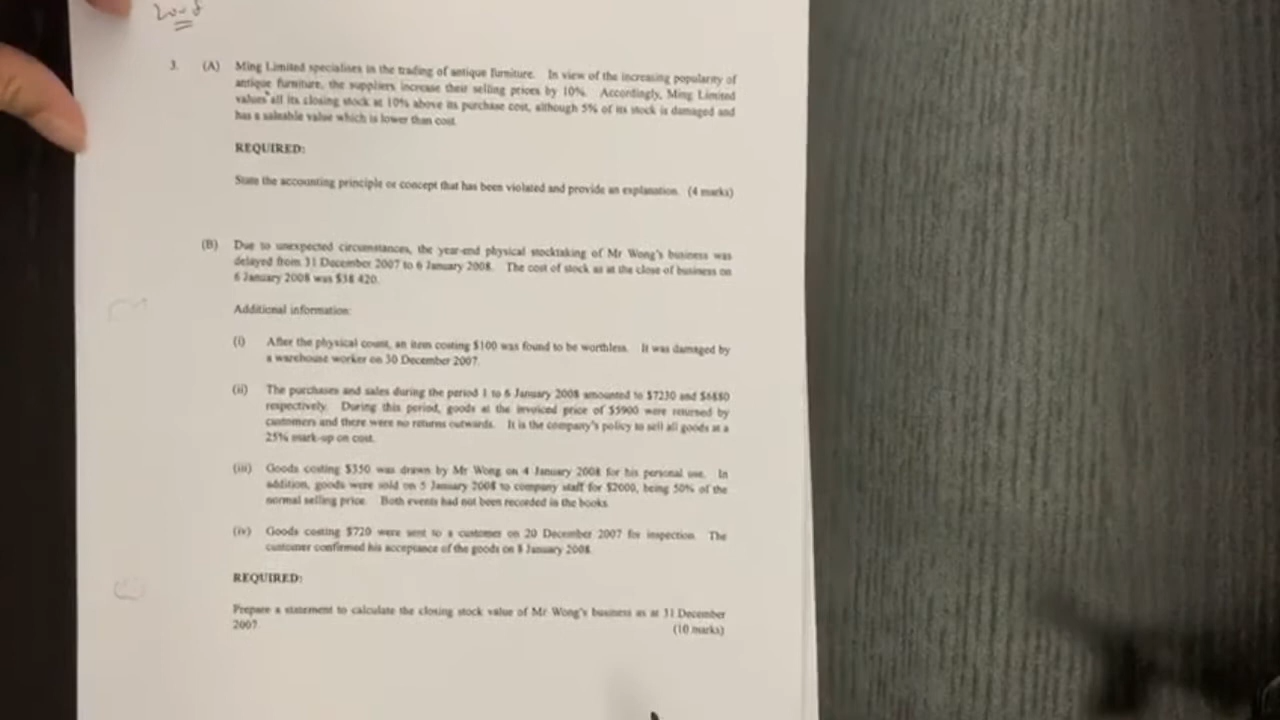 2008
3. (A) Ming Limited specialises in the trading of antique furniture. In view of the increasing popularity of
antique furniture, the suppliers increase their selling prices by 10%. Accordingly, Ming Limited
values all its closing stock at 10% above its purchase cost, although 5% of its stock is damaged and
has a saleable value which is lower than cost.
REQUIRED:
State the accounting principle or concept that has been violated and provide an explanation. (4 marks)
(B) Due to unexpected circumstances, the year-end physical stocktaking of Mr Wong's business was
delayed from 31 December 2007 to 6 January 2008. The cost of stock as at the close of business on
6 January 2008 was $38 420.
Additional information:
(i) After the physical count, an item costing $100 was found to be worthless. It was damaged by
a warehouse worker on 30 December 2007.
(ii) The purchases and sales during the period 1 to 6 January 2008 amounted to $7230 and $6880
respectively. During this period, goods at the invoiced price of $5900 were returned by
customers and there were no returns outwards. It is the company's policy to sell all goods at a
25% mark-up on cost.
(iii) Goods costing $350 was drawn by Mr Wong on 4 January 2008 for his personal use. In
addition, goods were sold on 5 January 2008 to company staff for $2000, being 50% of the
normal selling price. Both events had not been recorded in the books.
(iv) Goods costing $720 were sent to a customer on 20 December 2007 for inspection. The
customer confirmed his acceptance of the goods on 8 January 2008.
REQUIRED:
Prepare a statement to calculate the closing stock value of Mr Wong's business as at 31 December
2007. (10 marks)